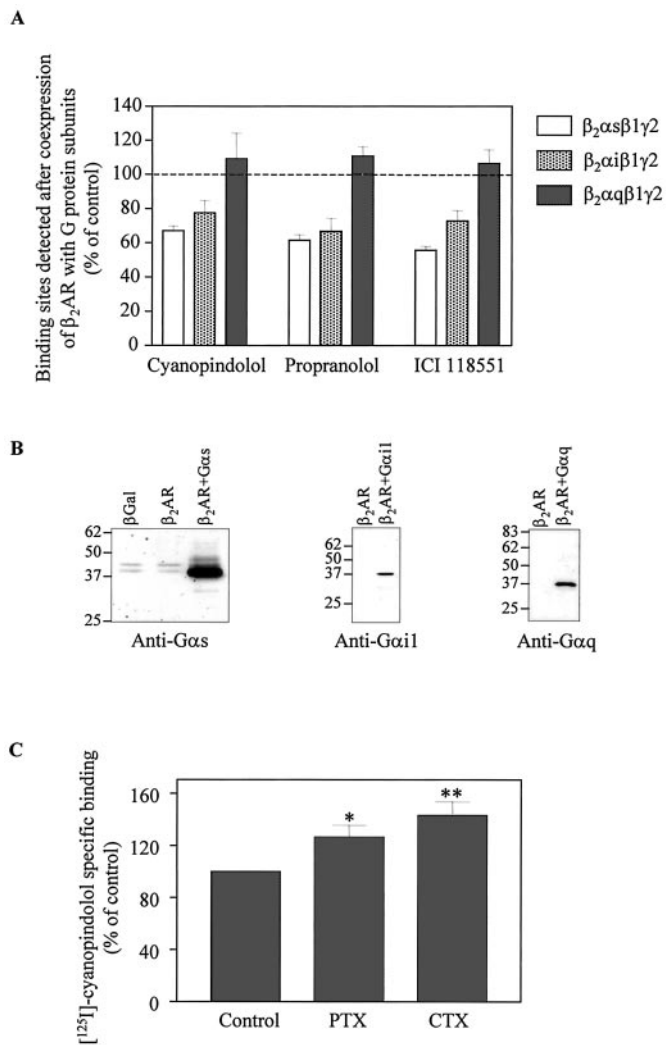 A
Binding sites detected after coexpression
of β₂AR with G protein subunits
(% of control)
140
120
100
80
60
40
20
0
Cyanopindolol Propranolol ICI 118551
β₂αsβ1γ2
β₂αiβ1γ2
β₂αqβ1γ2
B
βGal β₂AR β₂AR+Gαs
62
50
37
25
Anti-Gαs
β₂AR β₂AR+Gαi1
62
50
37
25
Anti-Gαi1
β₂AR β₂AR+Gαq
83
62
50
37
25
Anti-Gαq
C
[¹²⁵I]-cyanopindolol specific binding
(% of control)
160
120
80
40
0
* **
Control PTX CTX